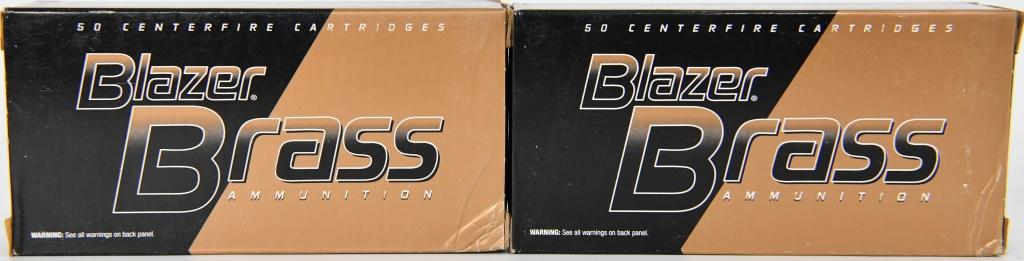 50 CENTERFIRE CARTRIDGES
Blazer®
Brass
AMMUNITION
WARNING: See all warnings on back panel.
50 CENTERFIRE CARTRIDGES
Blazer®
Brass
AMMUNITION
WARNING: See all warnings on back panel.